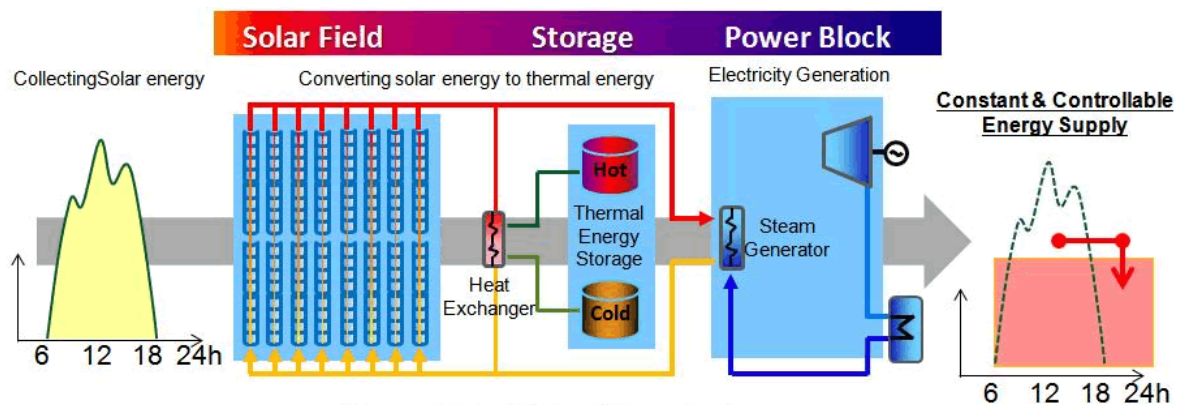 Solar Field Storage Power Block
CollectingSolar energy
Converting solar energy to thermal energy
Electricity Generation
Constant & Controllable
Energy Supply
Hot
Thermal
Energy
Storage
Cold
Heat
Exchanger
Steam
Generator
6 12 18 24h
6 12 18 24h